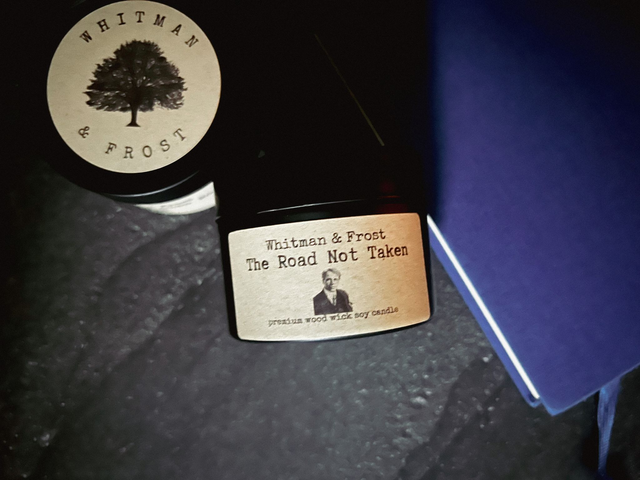 WHITMAN
& FROST
Whitman & Frost
The Road Not Taken
premium wood wick soy candle